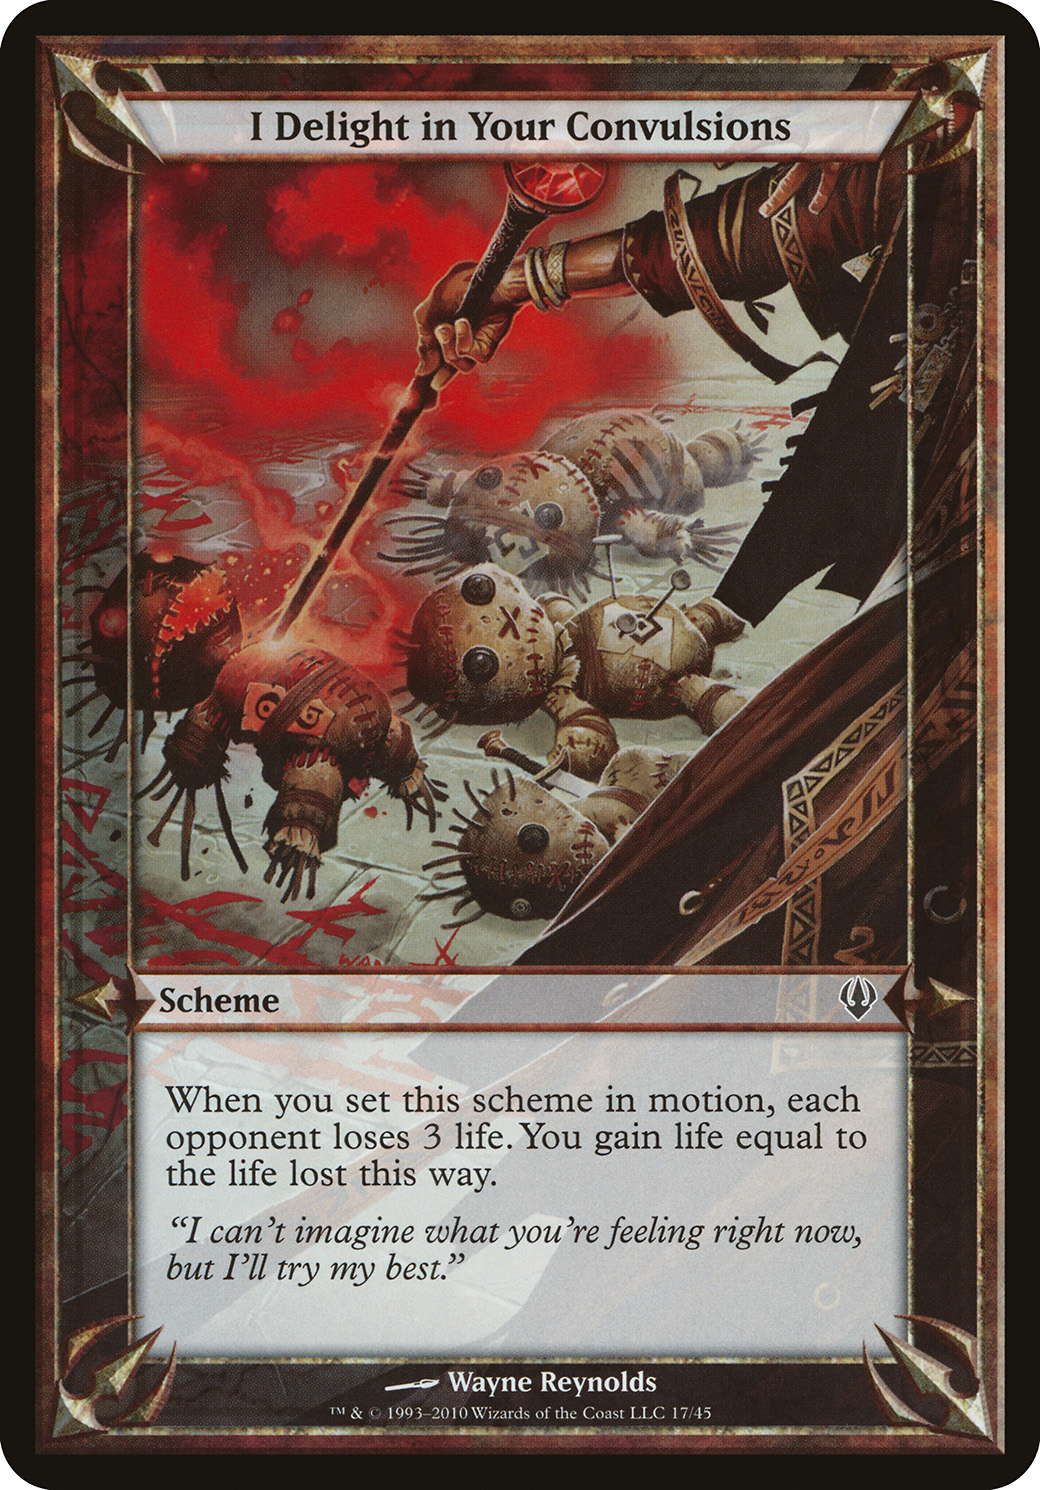 I Delight in Your Convulsions
Scheme
When you set this scheme in motion, each
opponent loses 3 life. You gain life equal to
the life lost this way.
“I can’t imagine what you’re feeling right now,
but I’ll try my best.”
Wayne Reynolds
™ & © 1993–2010 Wizards of the Coast LLC 17/45